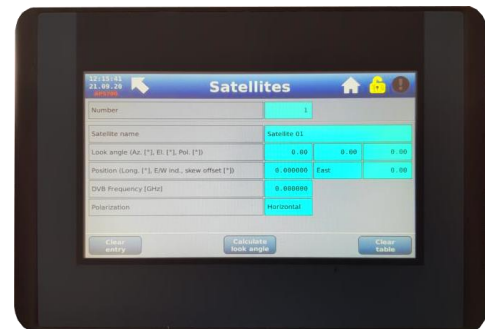 12:15:41
21.09.20
Satellites
Number 1
Satellite name Satellite 01
Look angle (Az. [°], El. [°], Pol. [°]) 0.00 0.00 0.00
Position (Long. [°], E/W ind., skew offset [°]) 0.000000 East 0.00
DVB Frequency [GHz] 0.000000
Polarization Horizontal
Clear entry
Calculate look angle
Clear table